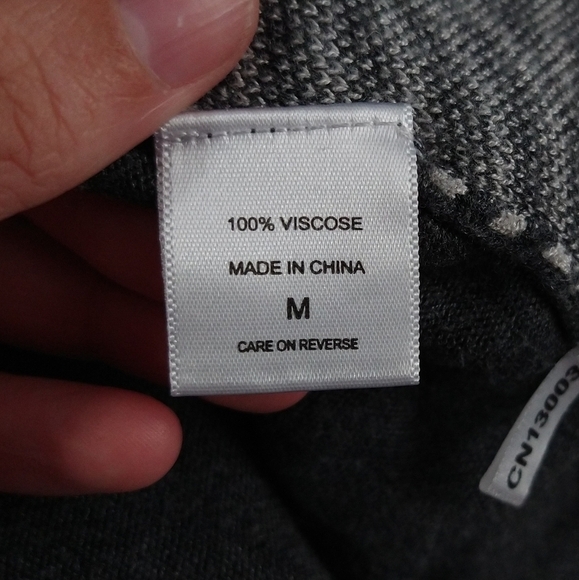 100% VISCOSE
MADE IN CHINA
M
CARE ON REVERSE
CN13003